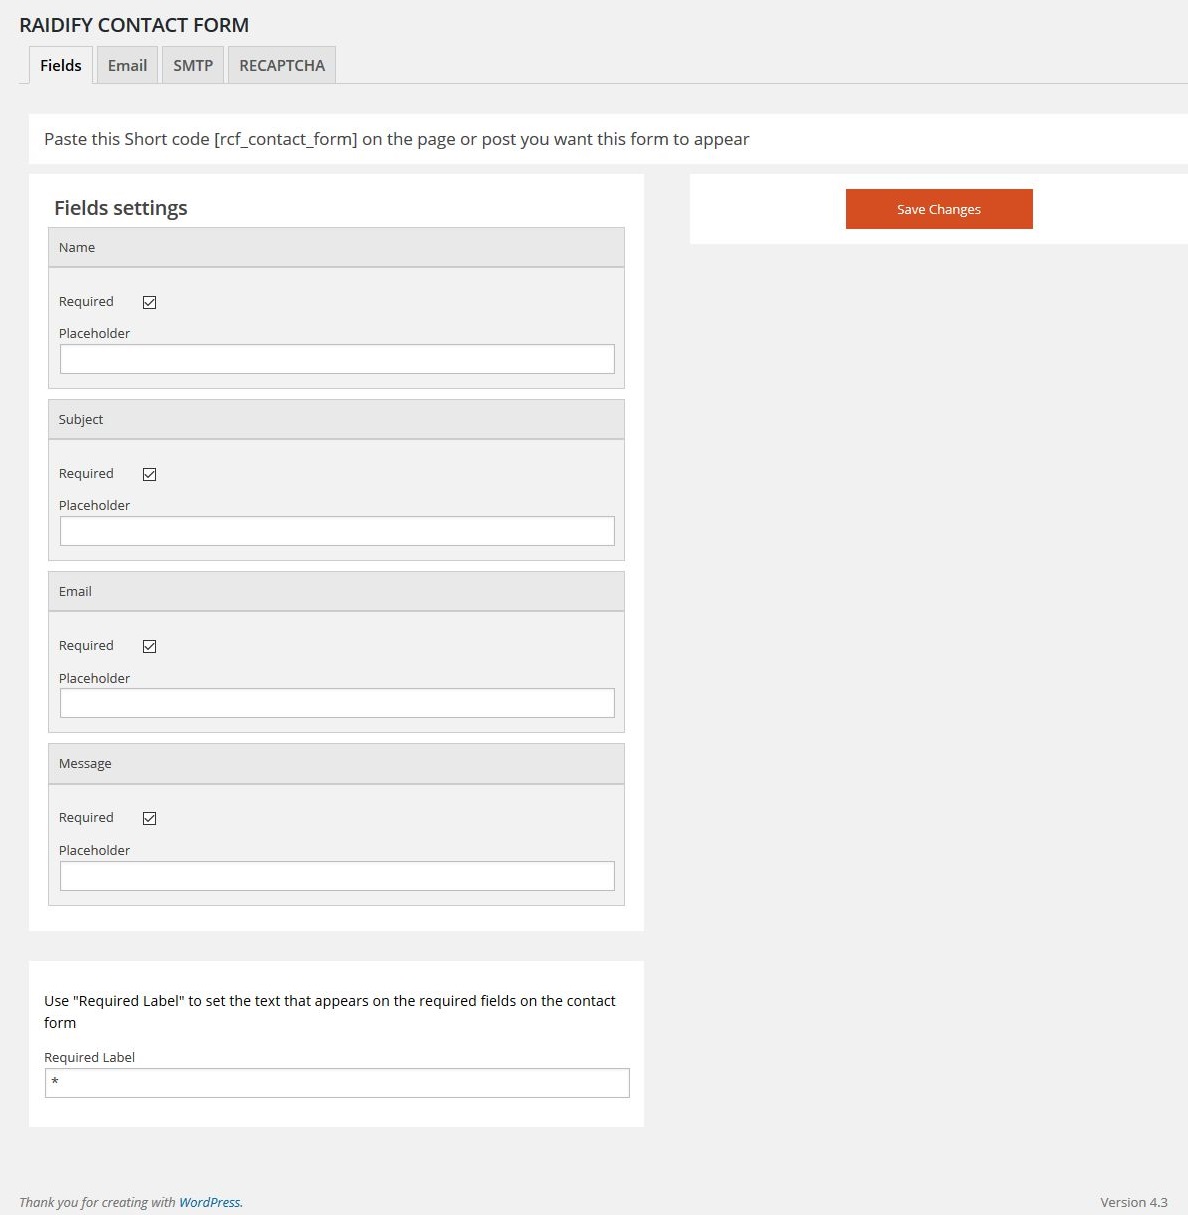 RAIDIFY CONTACT FORM
Fields
Email
SMTP
RECAPTCHA
Paste this Short code [rcf_contact_form] on the page or post you want this form to appear
Fields settings
Save Changes
Name
Required
Placeholder
Subject
Required
Placeholder
Email
Required
Placeholder
Message
Required
Placeholder
Use "Required Label" to set the text that appears on the required fields on the contact
form
Required Label
*
Thank you for creating with WordPress.
Version 4.3